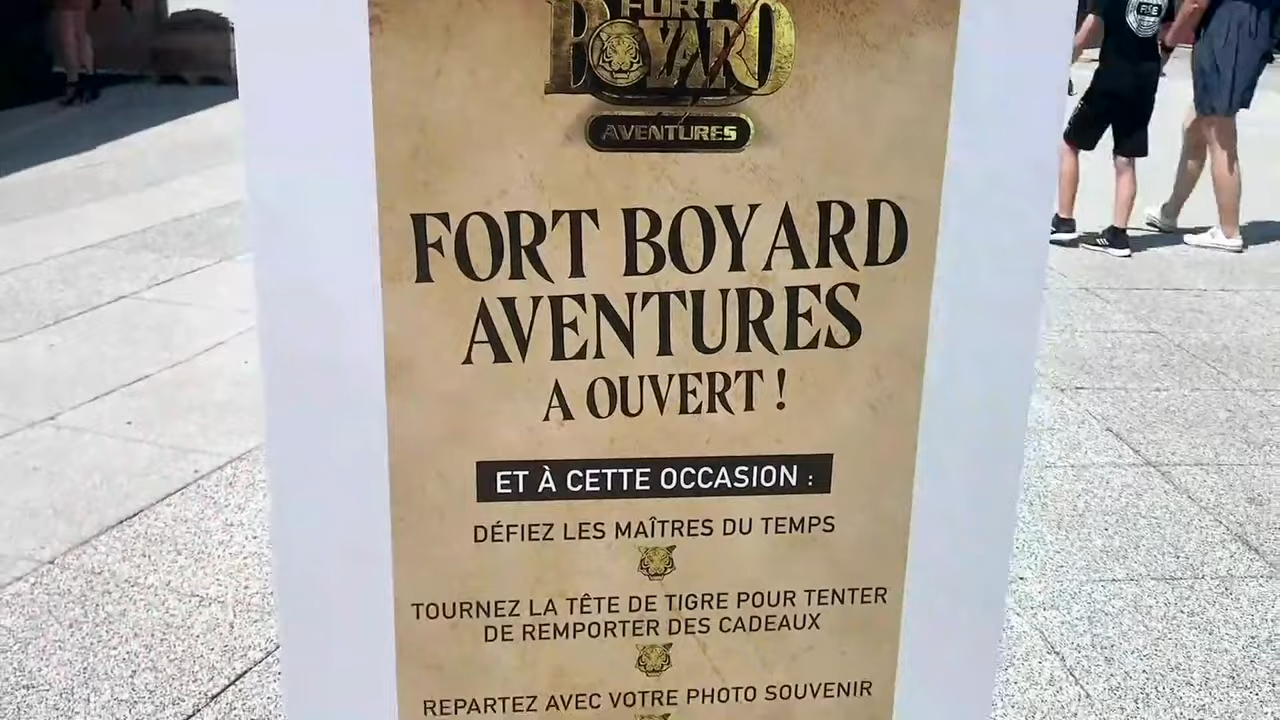 FORT
BOYARD
AVENTURES
FORT BOYARD
AVENTURES
A OUVERT !
ET À CETTE OCCASION :
DÉFIEZ LES MAÎTRES DU TEMPS
TOURNEZ LA TÊTE DE TIGRE POUR TENTER
DE REMPORTER DES CADEAUX
REPARTEZ AVEC VOTRE PHOTO SOUVENIR